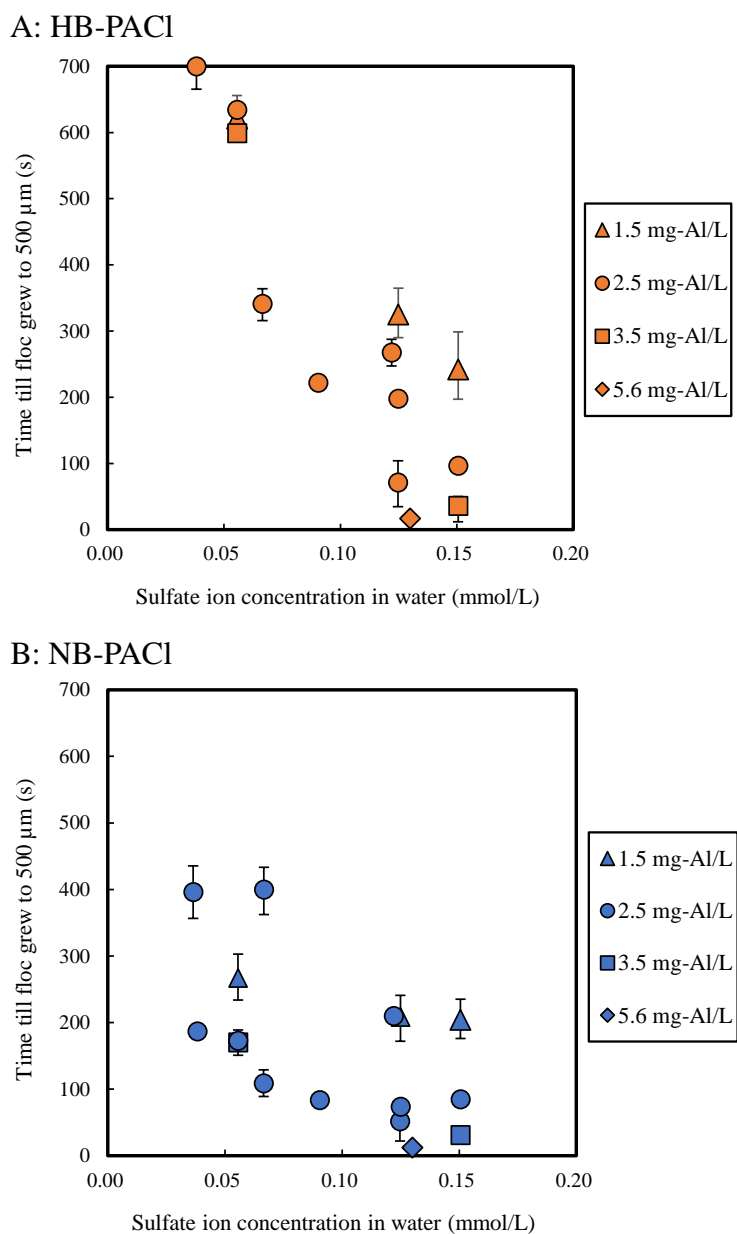 A: HB-PACl
700
600
500
400
300
200
100
0
0.00 0.05 0.10 0.15 0.20
Time till floc grew to 500 µm (s)
Sulfate ion concentration in water (mmol/L)
1.5 mg-Al/L
2.5 mg-Al/L
3.5 mg-Al/L
5.6 mg-Al/L
B: NB-PACl
700
600
500
400
300
200
100
0
0.00 0.05 0.10 0.15 0.20
Time till floc grew to 500 µm (s)
Sulfate ion concentration in water (mmol/L)
1.5 mg-Al/L
2.5 mg-Al/L
3.5 mg-Al/L
5.6 mg-Al/L